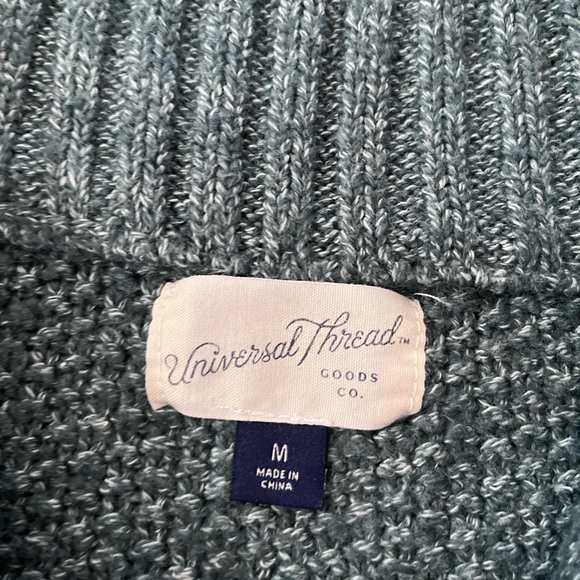 Universal Thread™
GOODS
CO.
M
MADE IN
CHINA